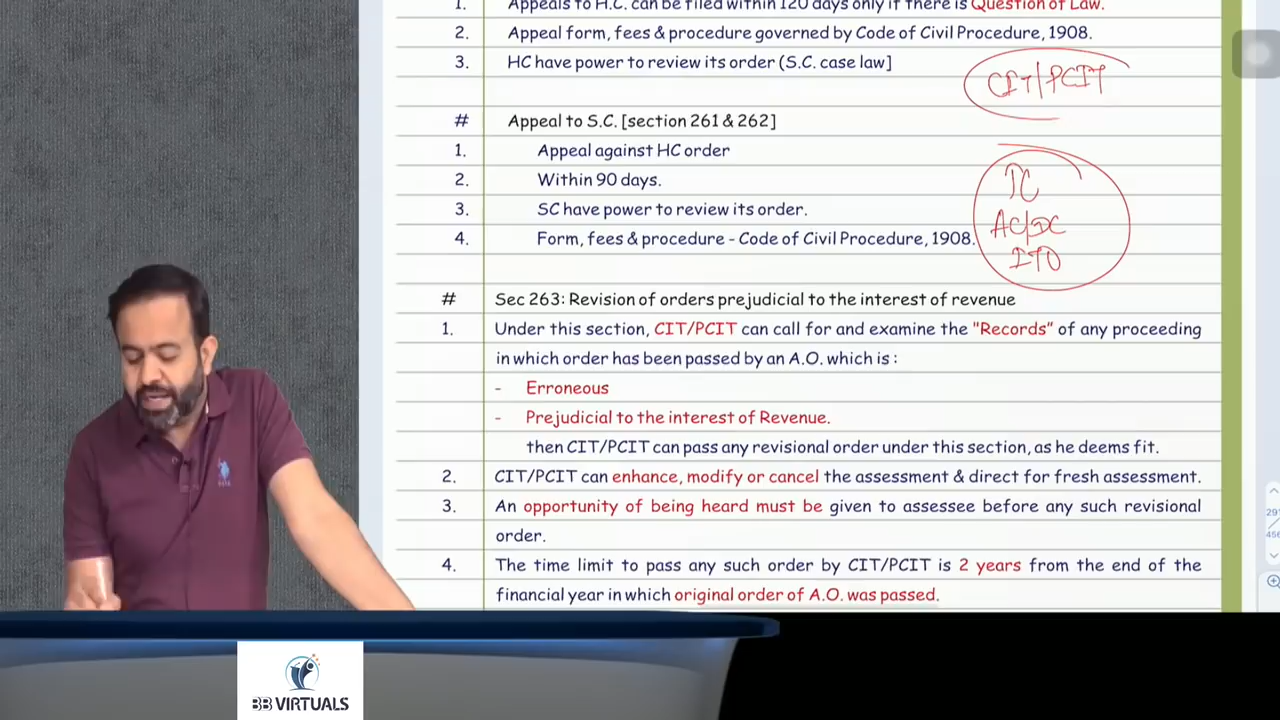 1. Appeals to H.C. can be filed within 120 days only if there is Question of Law.
2. Appeal form, fees & procedure governed by Code of Civil Procedure, 1908.
3. HC have power to review its order (S.C. case law]
CIT/PCIT
# Appeal to S.C. [section 261 & 262]
1. Appeal against HC order
2. Within 90 days.
3. SC have power to review its order.
4. Form, fees & procedure - Code of Civil Procedure, 1908.
AC/DC
ITO
# Sec 263: Revision of orders prejudicial to the interest of revenue
1. Under this section, CIT/PCIT can call for and examine the "Records" of any proceeding
in which order has been passed by an A.O. which is :
- Erroneous
- Prejudicial to the interest of Revenue.
then CIT/PCIT can pass any revisional order under this section, as he deems fit.
2. CIT/PCIT can enhance, modify or cancel the assessment & direct for fresh assessment.
3. An opportunity of being heard must be given to assessee before any such revisional
order.
4. The time limit to pass any such order by CIT/PCIT is 2 years from the end of the
financial year in which original order of A.O. was passed.
BB VIRTUALS